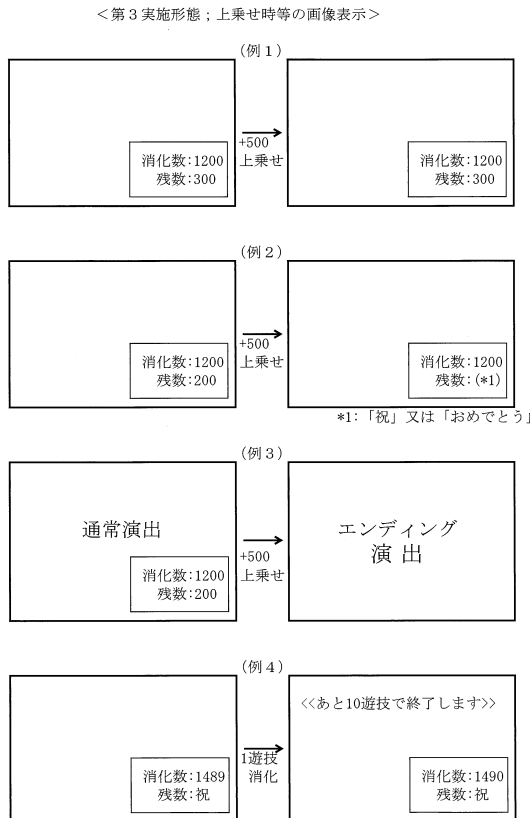 ＜第３実施形態；上乗せ時等の画像表示＞
（例１）
消化数:1200
残数:300
+500
上乗せ
消化数:1200
残数:300
（例２）
消化数:1200
残数:200
+500
上乗せ
消化数:1200
残数:(*1)
*1:「祝」又は「おめでとう」
（例３）
通常演出
消化数:1200
残数:200
+500
上乗せ
エンディング
演出
（例４）
消化数:1489
残数:祝
1遊技
消化
<<あと10遊技で終了します>>
消化数:1490
残数:祝